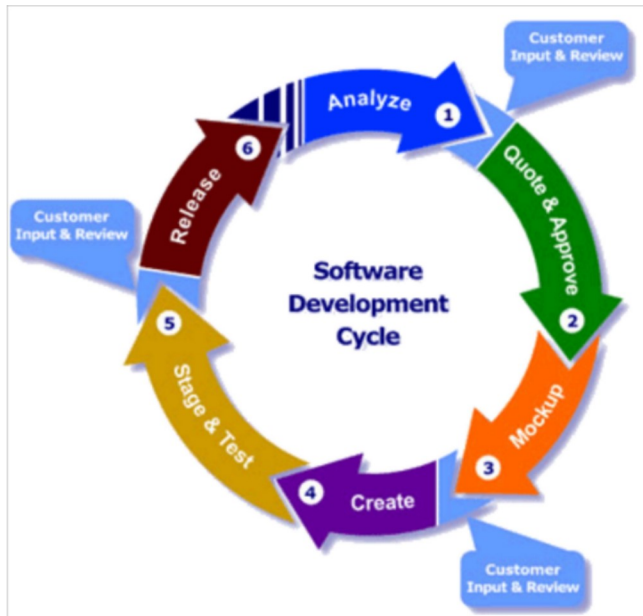 Customer
Input & Review
Analyze
1
Quote & Approve
2
Mockup
3
Customer
Input & Review
Create
4
Stage & Test
5
Customer
Input & Review
Release
6
Software
Development
Cycle